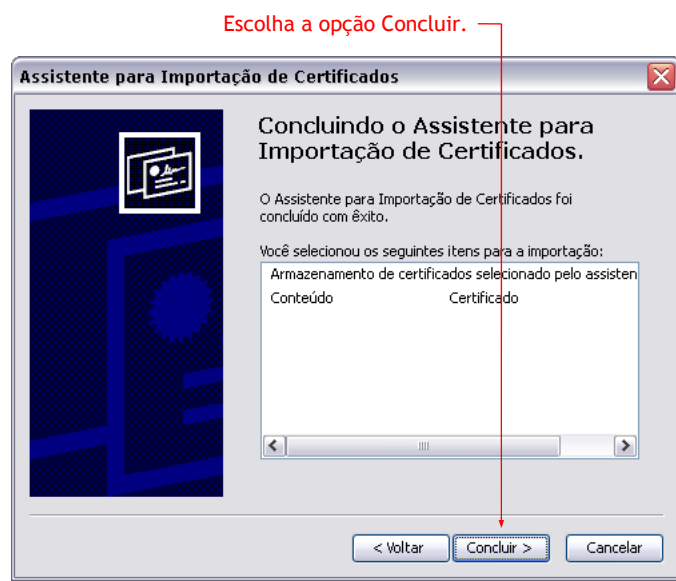 Escolha a opção Concluir.
Assistente para Importação de Certificados
Concluindo o Assistente para
Importação de Certificados.
O Assistente para Importação de Certificados foi
concluído com êxito.
Você selecionou os seguintes itens para a importação:
Armazenamento de certificados selecionado pelo assisten
Conteúdo Certificado
< Voltar Concluir > Cancelar